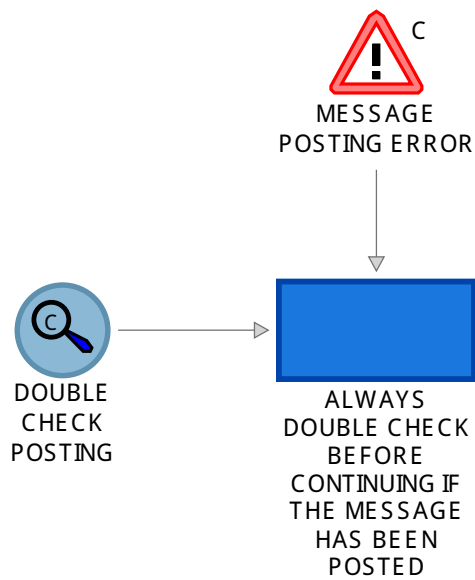 C
MESSAGE
POSTING ERROR
C
DOUBLE
CHECK
POSTING
ALWAYS
DOUBLE CHECK
BEFORE
CONTINUING IF
THE MESSAGE
HAS BEEN
POSTED